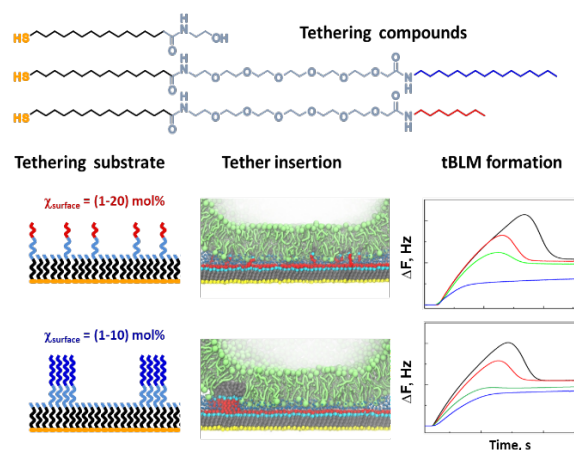 Tethering compounds
HS
O
H
N
OH
HS
O
H
N
O
O
O
O
O
O
N
H
HS
O
H
N
O
O
O
O
O
O
N
H
Tethering substrate
Tether insertion
tBLM formation
χsurface = (1-20) mol%
ΔF, Hz
χsurface = (1-10) mol%
ΔF, Hz
Time, s